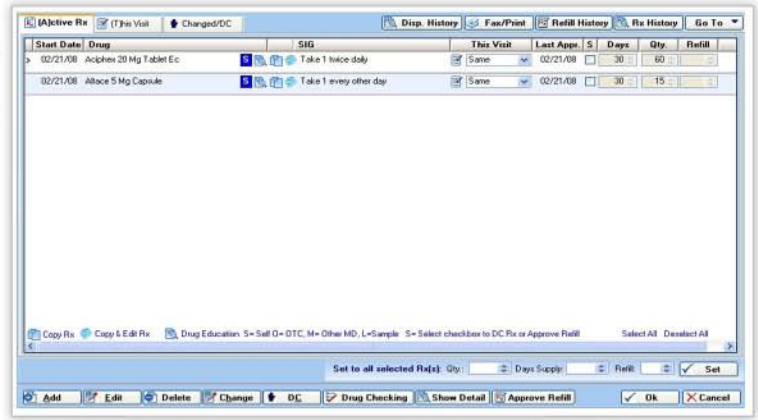 [A]ctive Rx (T)his Visit Changed/DC Disp. History Fax/Print Refill History Rx History Go To
Start Date Drug SIG This Visit Last Appr. S Days Qty. Refill
02/21/08 Aciphex 20 Mg Tablet Ec S Take 1 twice daily Same 02/21/08 30 60
02/21/08 Altace 5 Mg Capsule S Take 1 every other day Same 02/21/08 30 15
Copy Rx Copy & Edit Rx Drug Education S= Self O= OTC, M= Other MD, L=Sample S= Select checkbox to DC Rx or Approve Refill Select All Deselect All
Set to all selected Rx(s): Qty.: Days Supply: Refill: Set
Add Edit Delete Change DC Drug Checking Show Detail Approve Refill Ok Cancel